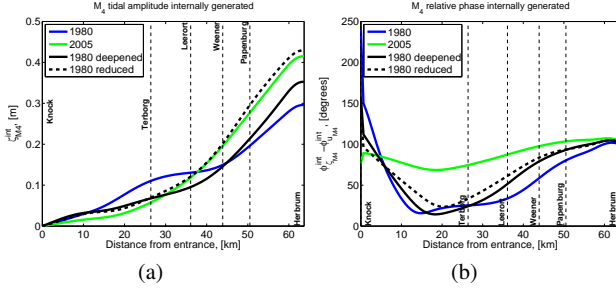 M₄ tidal amplitude internally generated
1980
2005
1980 deepened
1980 reduced
Knock
Terborg
Leerort
Weener
Papenburg
Herbrum
0.5
0.4
0.3
0.2
0.1
0
0 10 20 30 40 50 60
Distance from entrance, [km]
(a)
M₄ relative phase internally generated
1980
2005
1980 deepened
1980 reduced
Knock
Terborg
Leerort
Weener
Papenburg
Herbrum
250
200
150
100
50
0
0 10 20 30 40 50 60
Distance from entrance, [km]
(b)